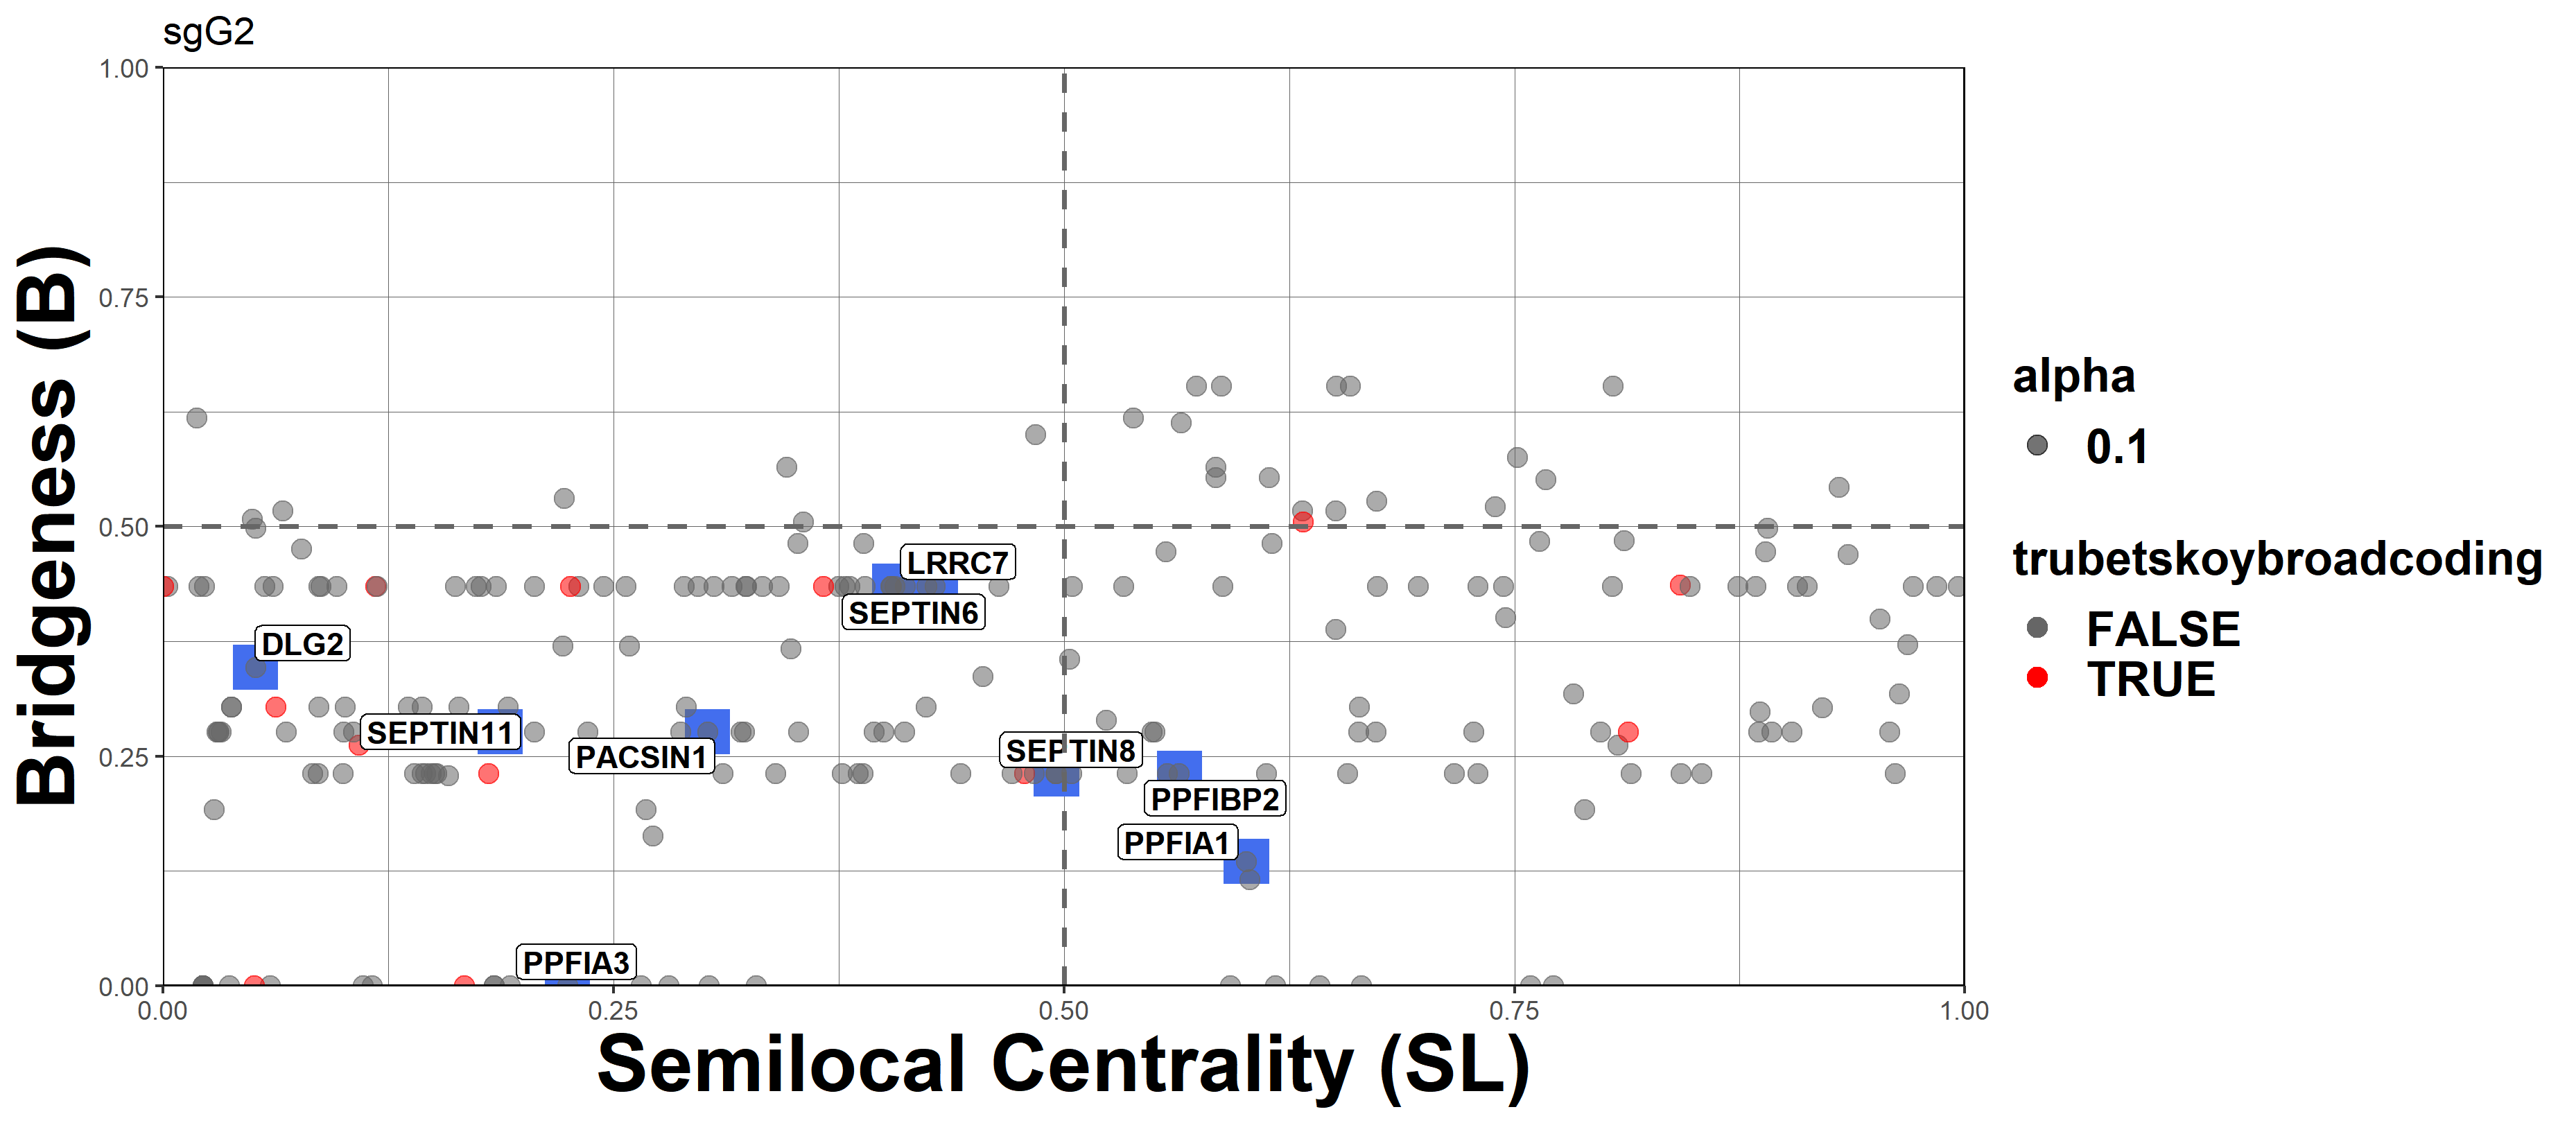 sgG2
1.00
0.75
0.50
0.25
0.00
Bridgeness (B)
LRRC7
SEPTIN6
DLG2
SEPTIN11
PACSIN1
SEPTIN8
PPFIBP2
PPFIA1
PPFIA3
0.00 0.25 0.50 0.75 1.00
Semilocal Centrality (SL)
alpha
0.1
trubetskoybroadcoding
FALSE
TRUE